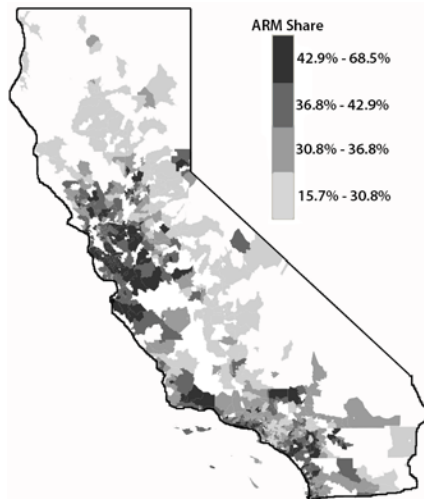 ARM Share
42.9% - 68.5%
36.8% - 42.9%
30.8% - 36.8%
15.7% - 30.8%